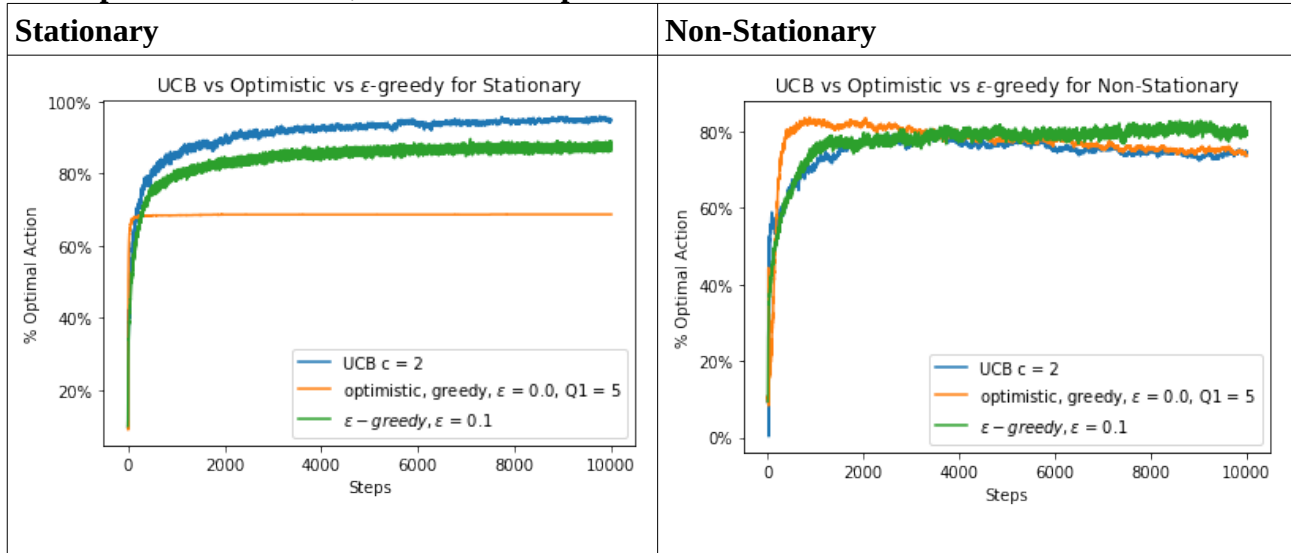 Stationary
Non-Stationary
UCB vs Optimistic vs ε-greedy for Stationary
100%
80%
60%
40%
20%
% Optimal Action
UCB c = 2
optimistic, greedy, ε = 0.0, Q1 = 5
ε − greedy, ε = 0.1
0 2000 4000 6000 8000 10000
Steps
UCB vs Optimistic vs ε-greedy for Non-Stationary
80%
60%
40%
20%
0%
% Optimal Action
UCB c = 2
optimistic, greedy, ε = 0.0, Q1 = 5
ε − greedy, ε = 0.1
0 2000 4000 6000 8000 10000
Steps